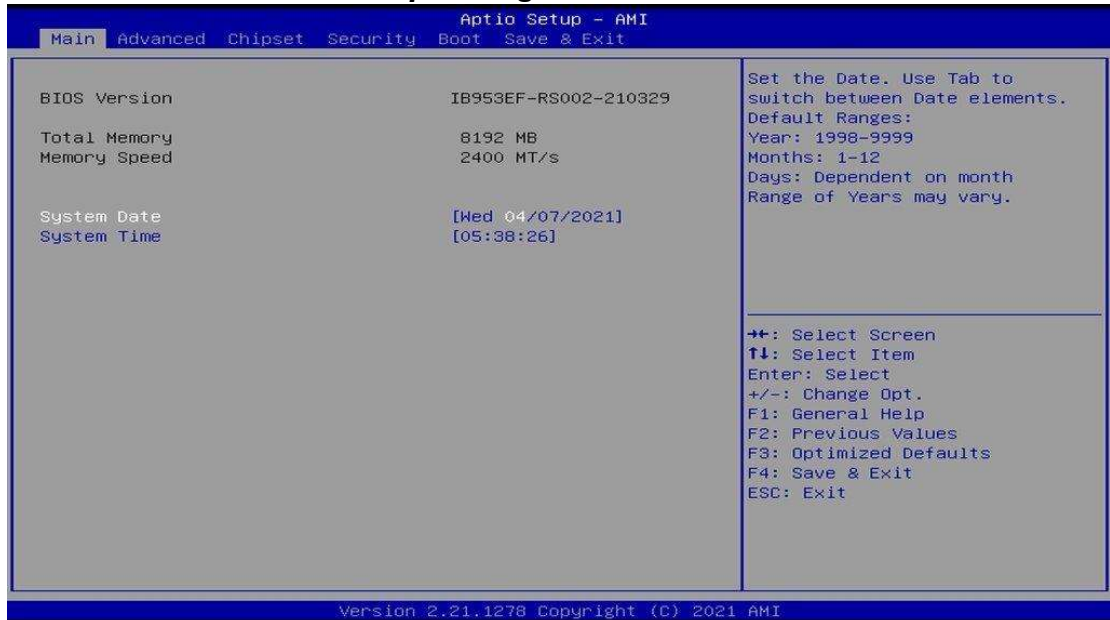 Aptio Setup – AMI
Main Advanced Chipset Security Boot Save & Exit
BIOS Version IB953EF-RS002-210329
Total Memory 8192 MB
Memory Speed 2400 MT/s
System Date [Wed 04/07/2021]
System Time [05:38:26]
Set the Date. Use Tab to
switch between Date elements.
Default Ranges:
Year: 1998-9999
Months: 1-12
Days: Dependent on month
Range of Years may vary.
→←: Select Screen
↑↓: Select Item
Enter: Select
+/-: Change Opt.
F1: General Help
F2: Previous Values
F3: Optimized Defaults
F4: Save & Exit
ESC: Exit
Version 2.21.1278 Copyright (C) 2021 AMI